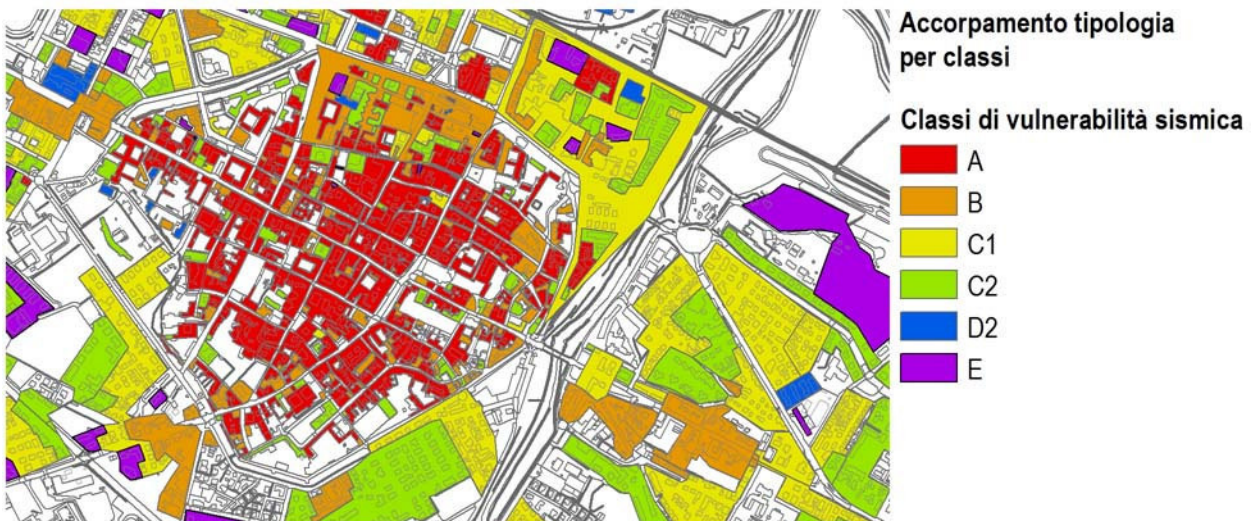 Accorpamento tipologia
per classi
Classi di vulnerabilità sismica
A
B
C1
C2
D2
E